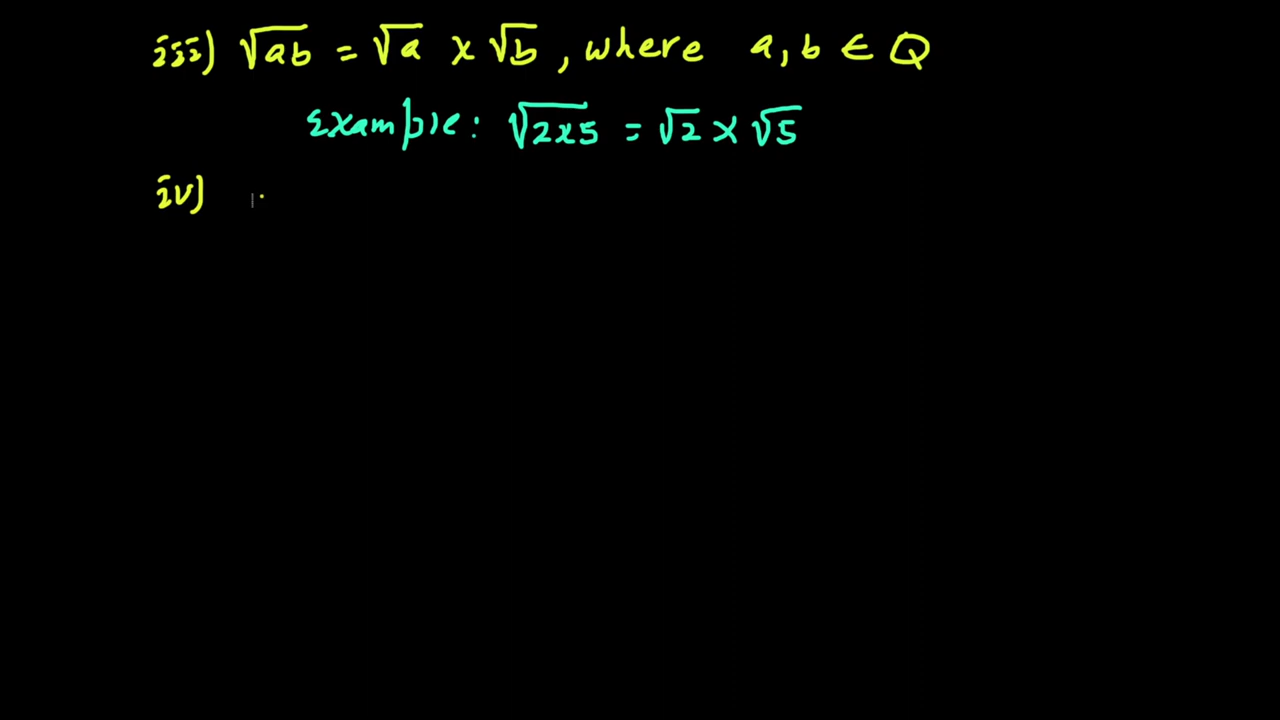 iii) √ab = √a x √b , where a, b ∈ Q
Example: √2x5 = √2 x √5
iv)